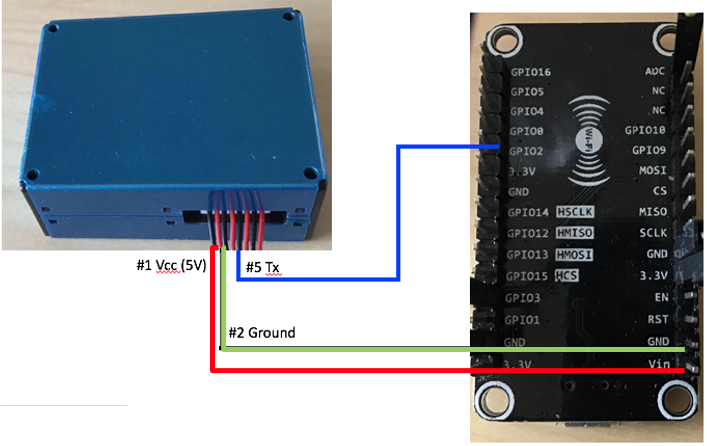 #1 Vcc (5V)
#5 Tx
#2 Ground
GPIO16
GPIO5
GPIO4
GPIO0
GPIO2
3.3V
GND
GPIO14 HSCLK
GPIO12 HMISO
GPIO13 HMOSI
GPIO15 HCS
GPIO3
GPIO1
GND
3.3V
Wi-Fi
ADC
NC
NC
GPIO10
GPIO9
MOSI
CS
MISO
SCLK
GND
3.3V
EN
RST
GND
Vin